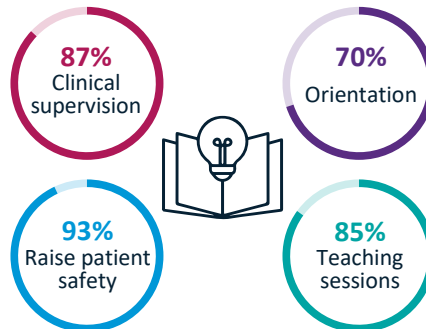 87%
Clinical
supervision
70%
Orientation
93%
Raise patient
safety
85%
Teaching
sessions